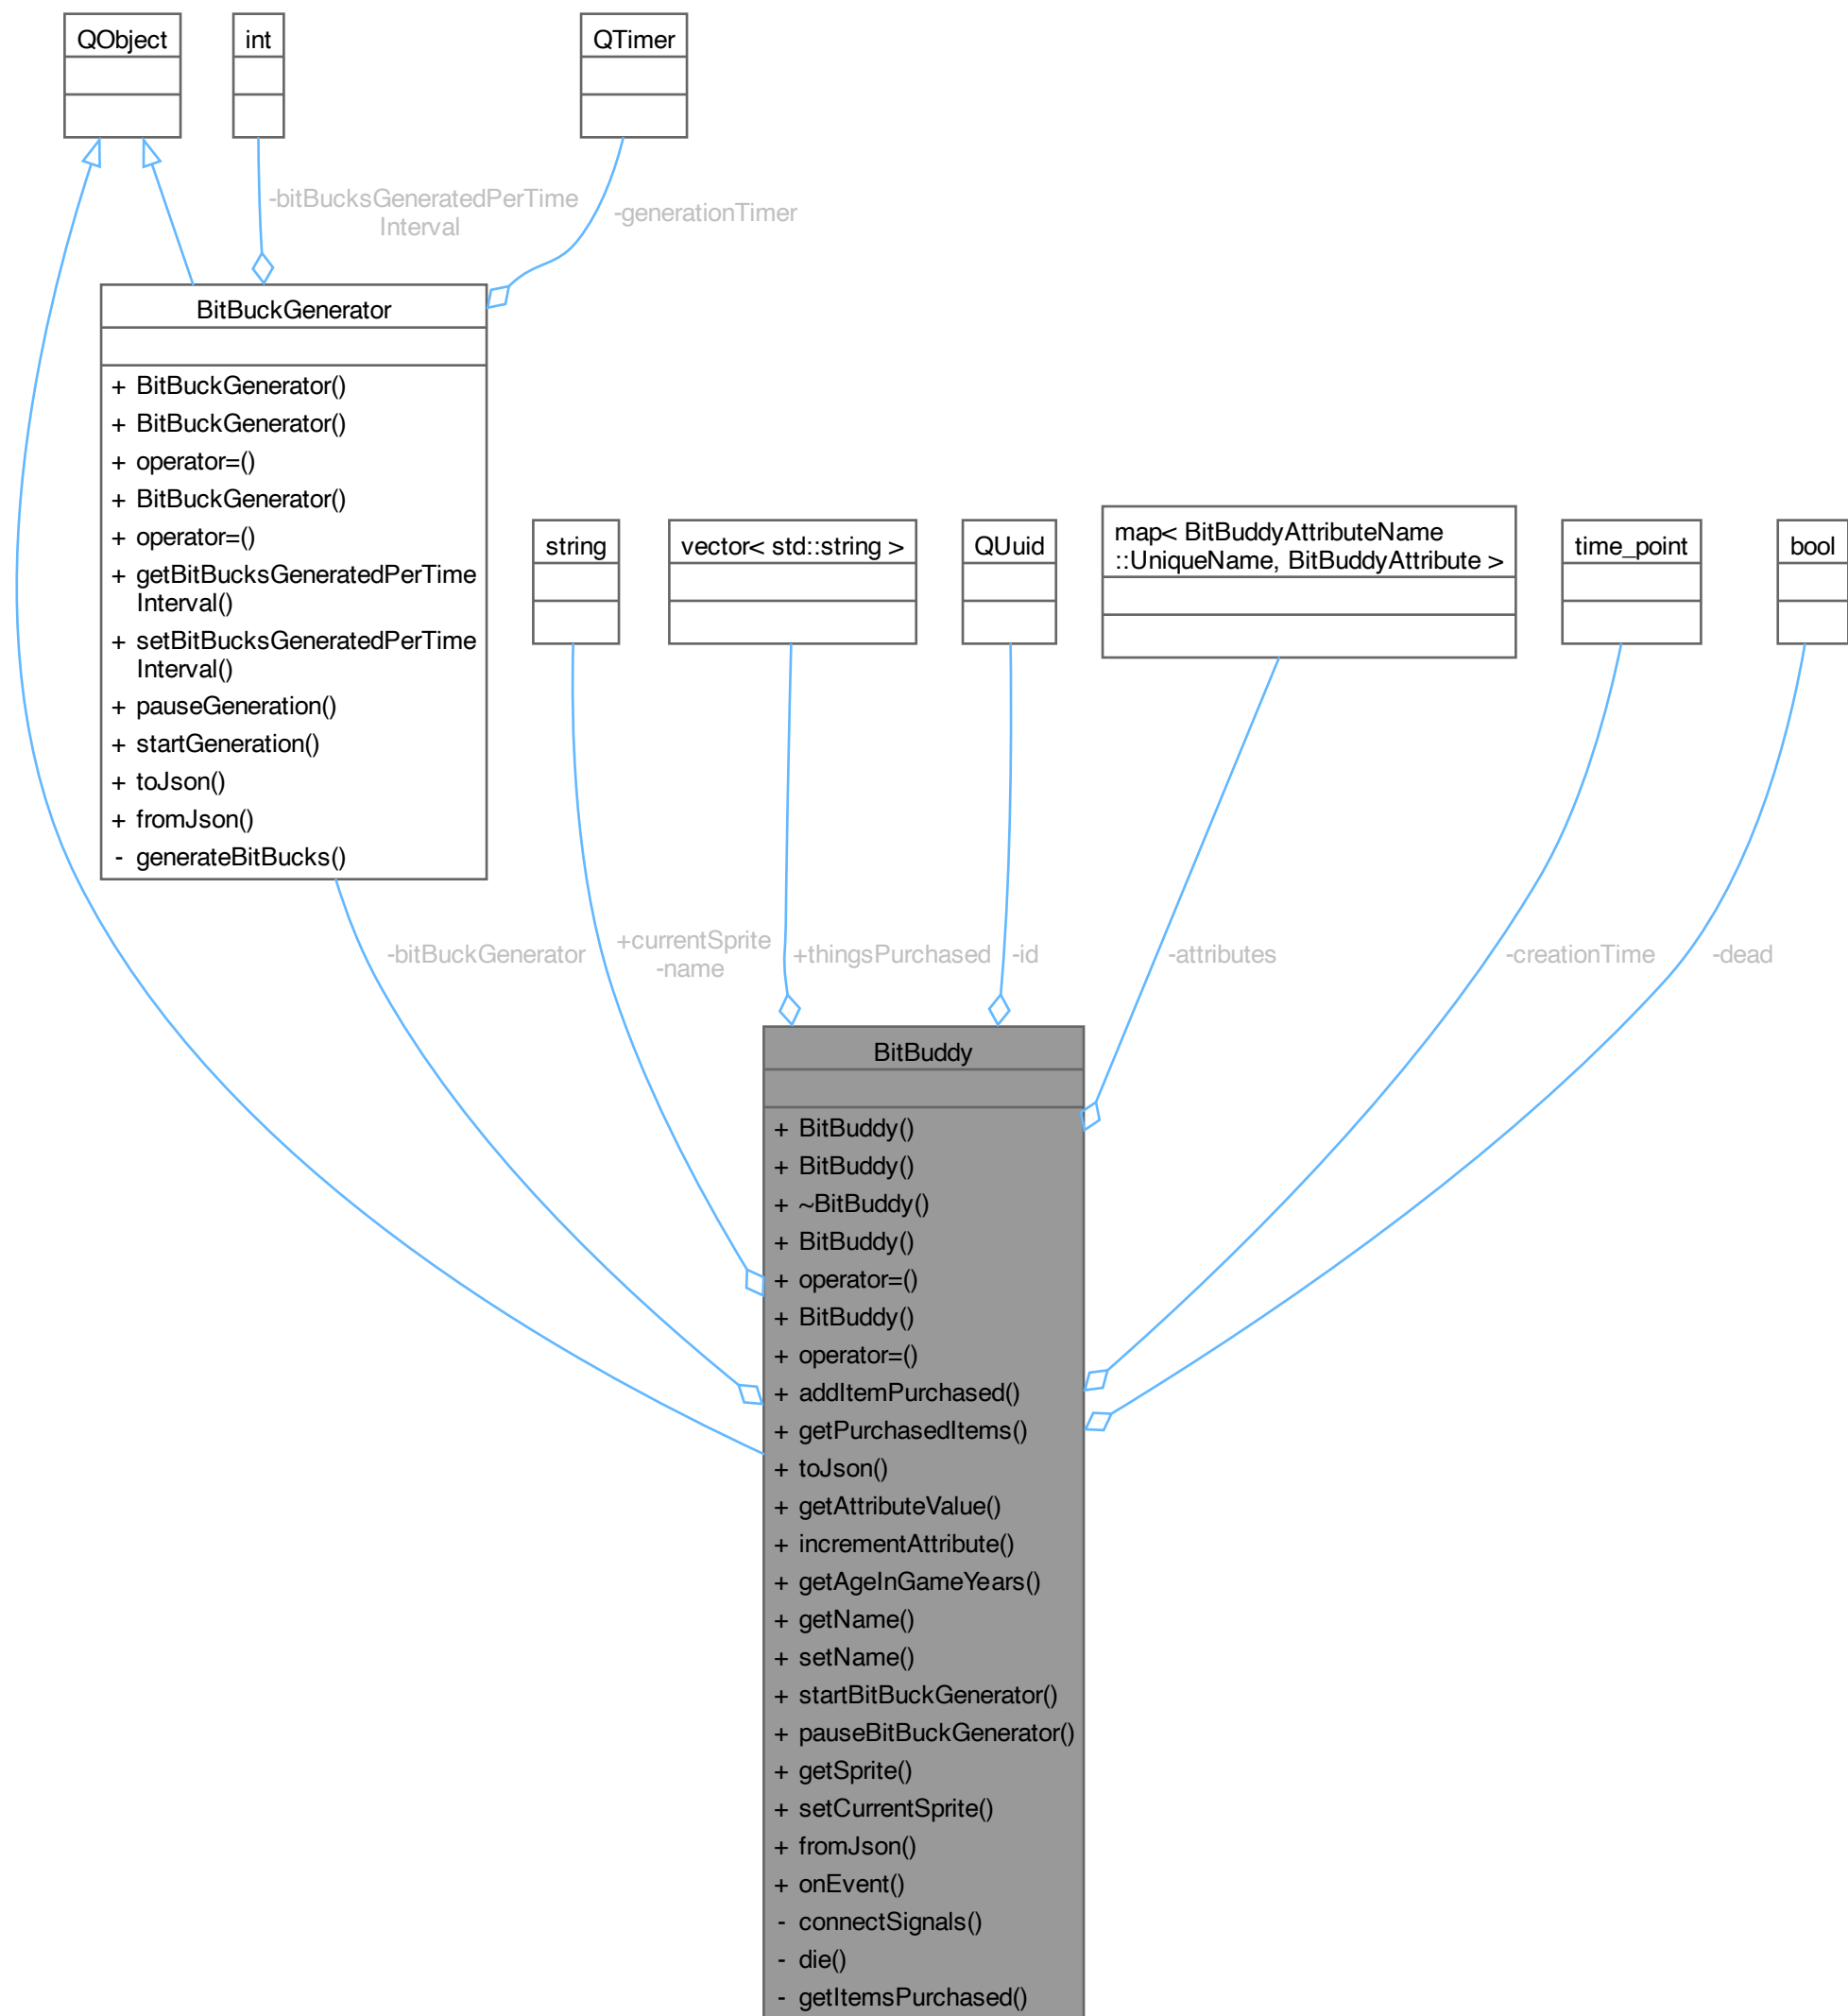 QObject
int
QTimer
-bitBucksGeneratedPerTime
Interval
-generationTimer
BitBuckGenerator
+ BitBuckGenerator()
+ BitBuckGenerator()
+ operator=()
+ BitBuckGenerator()
+ operator=()
+ getBitBucksGeneratedPerTime
Interval()
+ setBitBucksGeneratedPerTime
Interval()
+ pauseGeneration()
+ startGeneration()
+ toJson()
+ fromJson()
- generateBitBucks()
string
vector< std::string >
QUuid
map< BitBuddyAttributeName
::UniqueName, BitBuddyAttribute >
time_point
bool
-bitBuckGenerator
+currentSprite
-name
+thingsPurchased
-id
-attributes
-creationTime
-dead
BitBuddy
+ BitBuddy()
+ BitBuddy()
+ ~BitBuddy()
+ BitBuddy()
+ operator=()
+ BitBuddy()
+ operator=()
+ addItemPurchased()
+ getPurchasedItems()
+ toJson()
+ getAttributeValue()
+ incrementAttribute()
+ getAgeInGameYears()
+ getName()
+ setName()
+ startBitBuckGenerator()
+ pauseBitBuckGenerator()
+ getSprite()
+ setCurrentSprite()
+ fromJson()
+ onEvent()
- connectSignals()
- die()
- getItemsPurchased()